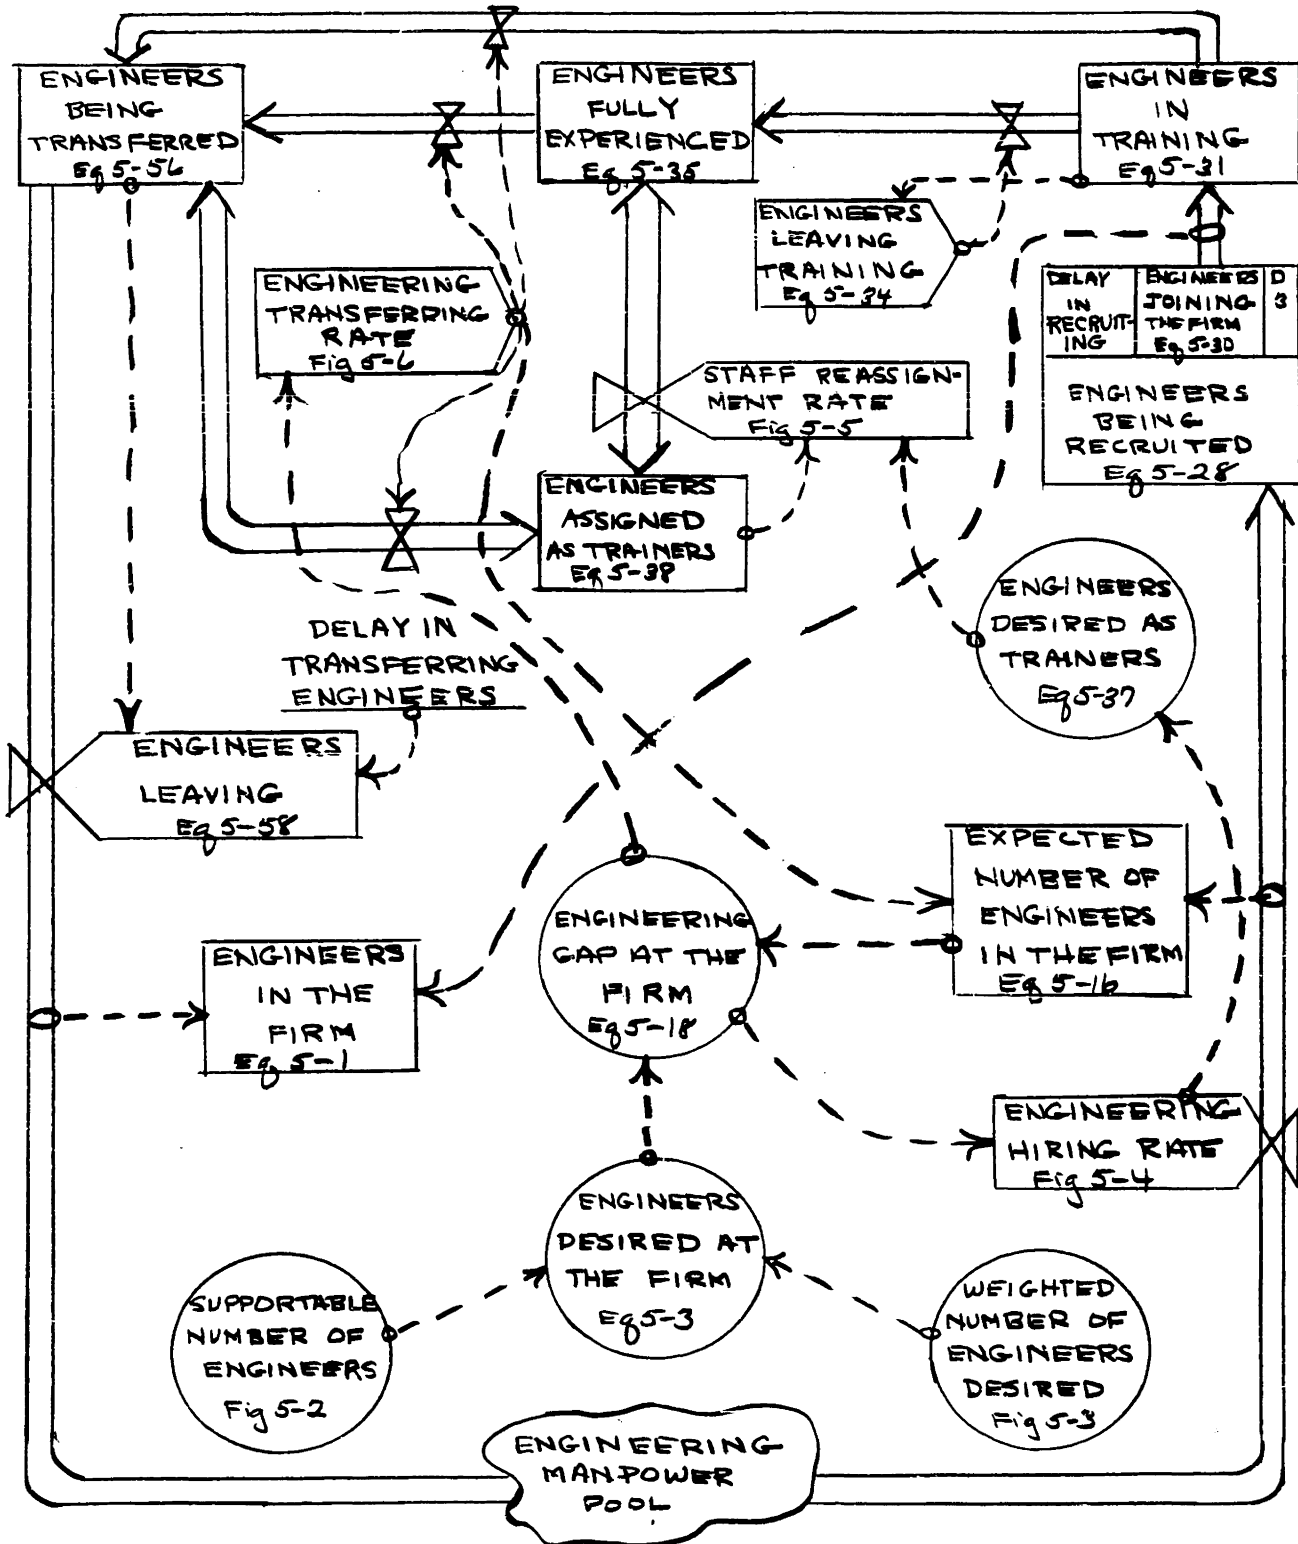 ENGINEERS
BEING
TRANSFERRED
Eq 5-56
ENGINEERS
FULLY
EXPERIENCED
Eq 5-35
ENGINEERS
IN
TRAINING
Eq 5-31
ENGINEERS
LEAVING
TRAINING
Eq 5-34
ENGINEERING
TRANSFERRING
RATE
Fig 5-6
DELAY
IN
RECRUIT-
ING
ENGINEERS
JOINING
THE FIRM
Eq 5-30
D
3
ENGINEERS
BEING
RECRUITED
Eq 5-28
STAFF REASSIGN-
MENT RATE
Fig 5-5
ENGINEERS
ASSIGNED
AS TRAINERS
Eq 5-38
ENGINEERS
DESIRED AS
TRAINERS
Eq 5-37
DELAY IN
TRANSFERRING
ENGINEERS
ENGINEERS
LEAVING
Eq 5-58
EXPECTED
NUMBER OF
ENGINEERS
IN THE FIRM
Eq 5-16
ENGINEERING
GAP AT THE
FIRM
Eq 5-18
ENGINEERS
IN THE
FIRM
Eq 5-1
ENGINEERING
HIRING RATE
Fig 5-4
ENGINEERS
DESIRED AT
THE FIRM
Eq 5-3
SUPPORTABLE
NUMBER OF
ENGINEERS
Fig 5-2
WEIGHTED
NUMBER OF
ENGINEERS
DESIRED
Fig 5-3
ENGINEERING
MANPOWER
POOL